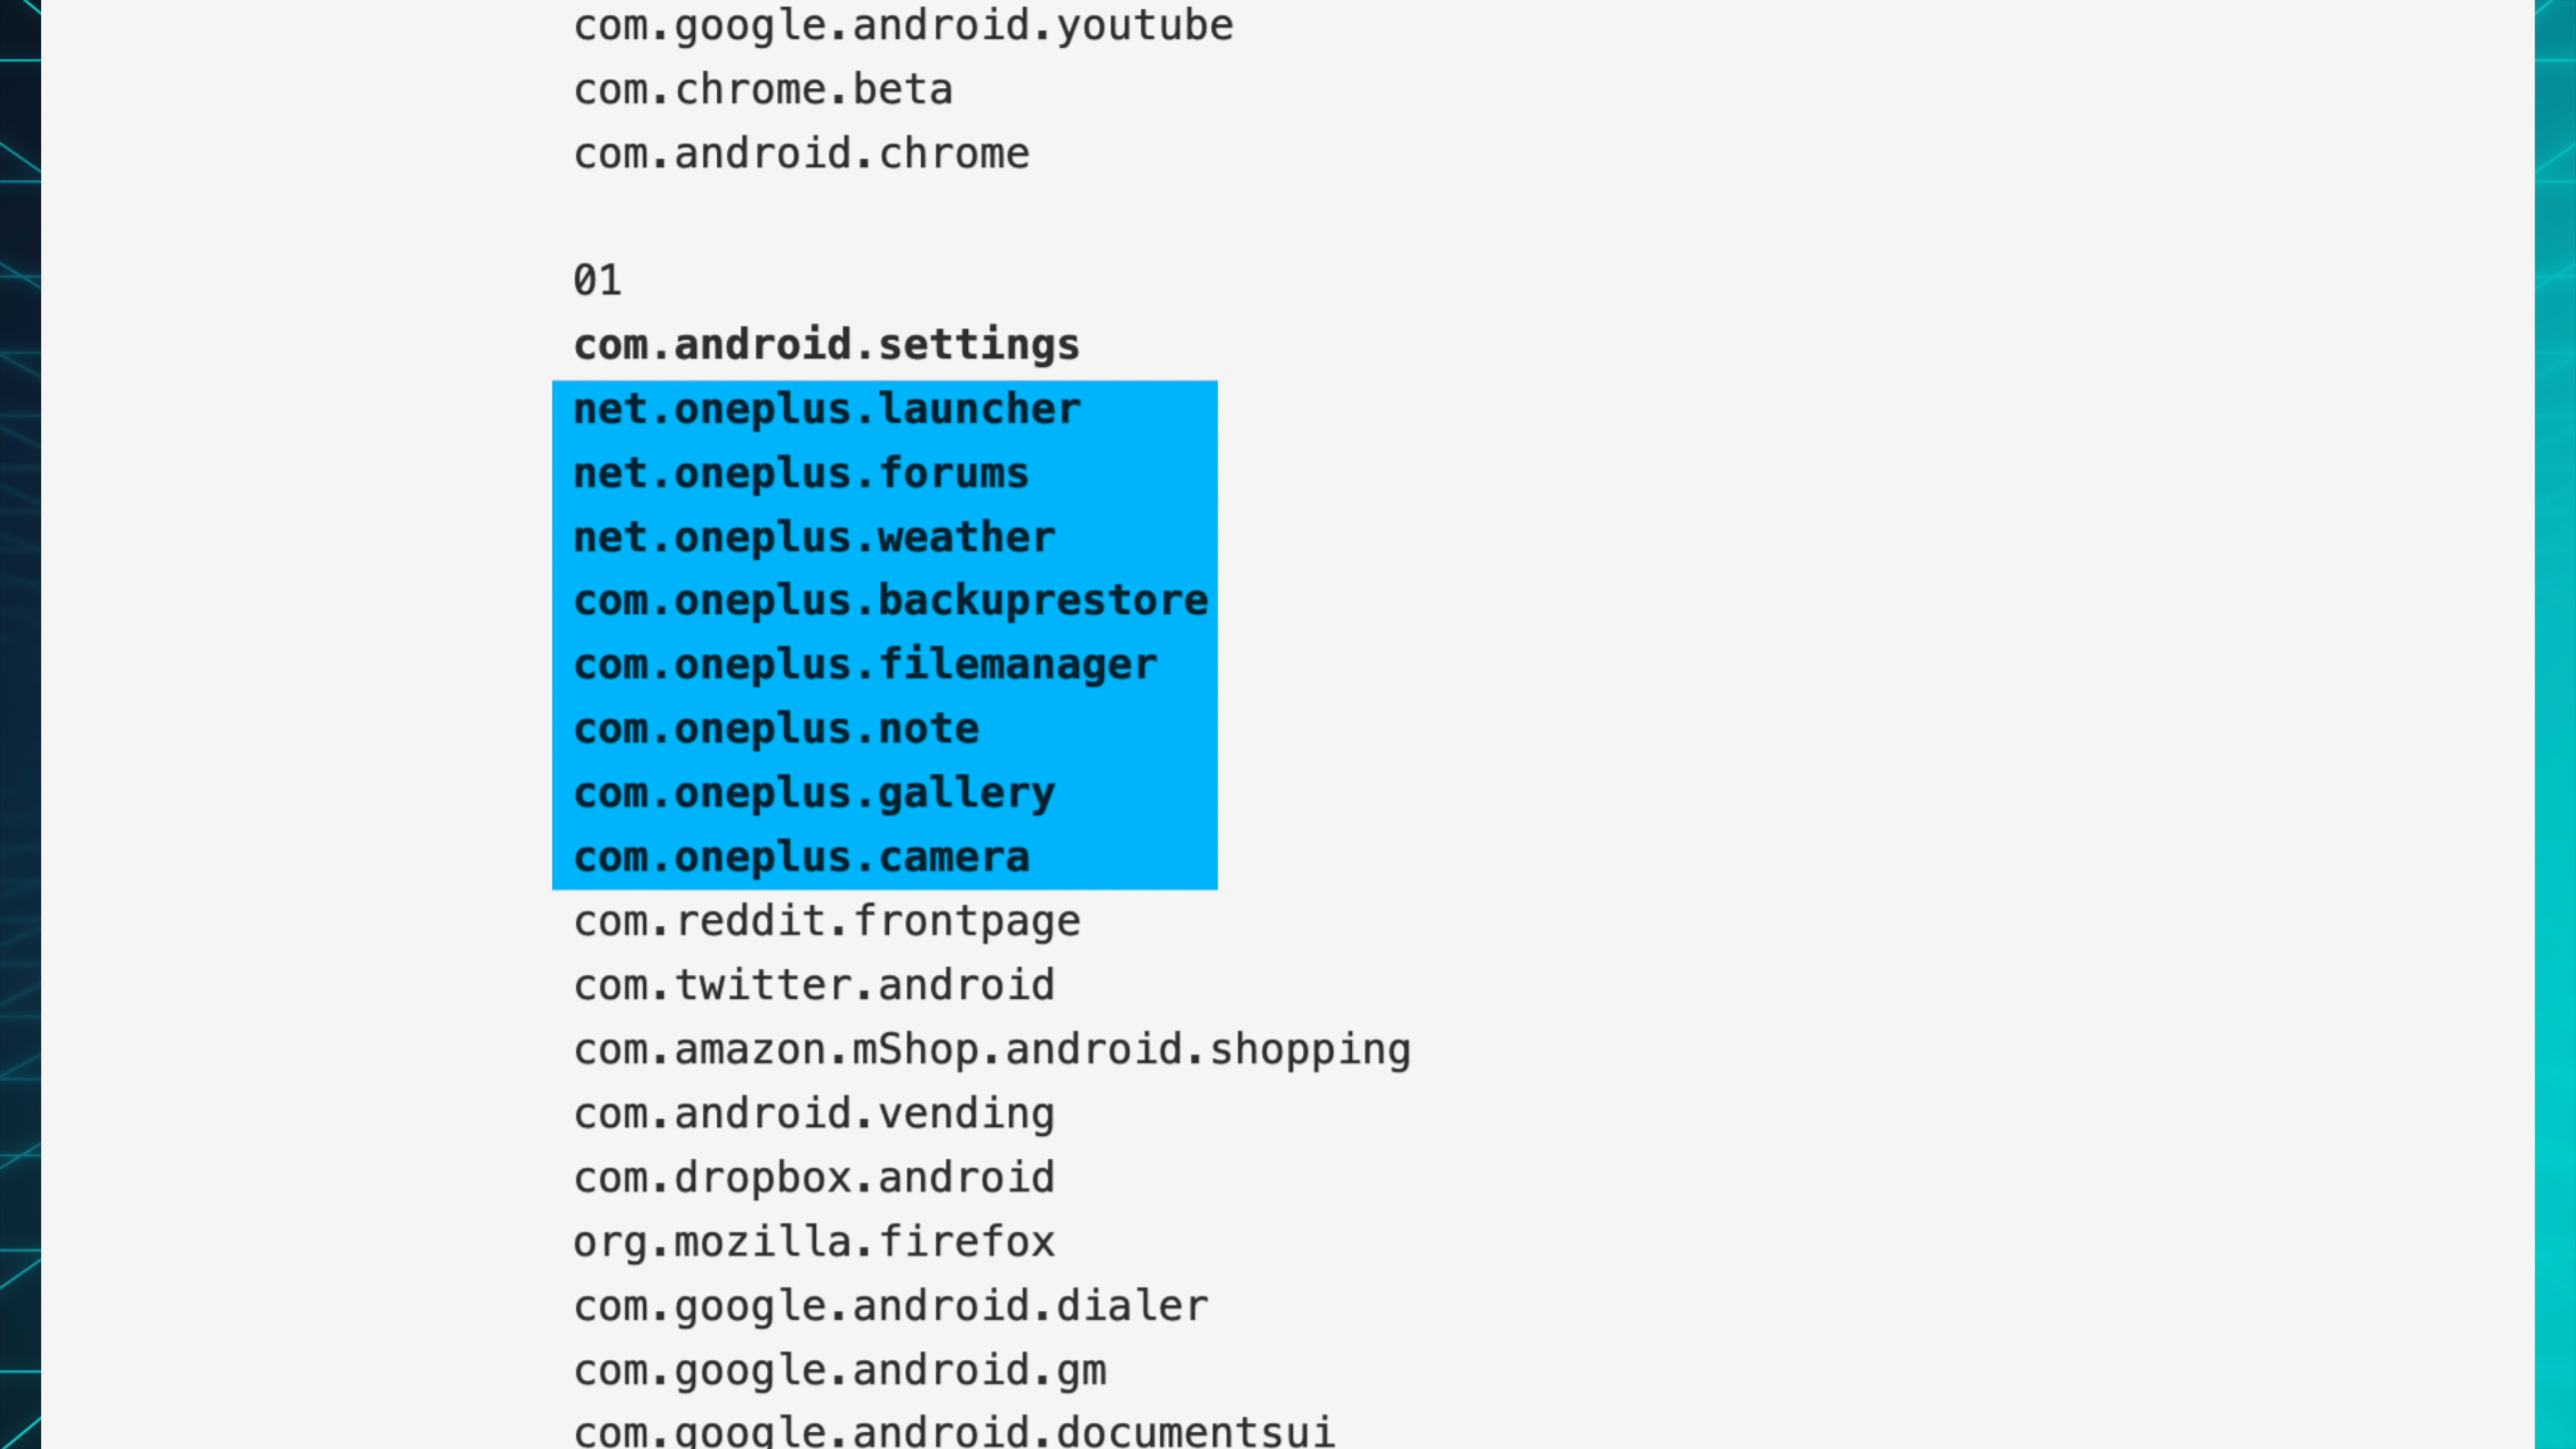 com.google.android.youtube
com.chrome.beta
com.android.chrome
01
com.android.settings
net.oneplus.launcher
net.oneplus.forums
net.oneplus.weather
com.oneplus.backuprestore
com.oneplus.filemanager
com.oneplus.note
com.oneplus.gallery
com.oneplus.camera
com.reddit.frontpage
com.twitter.android
com.amazon.mShop.android.shopping
com.android.vending
com.dropbox.android
org.mozilla.firefox
com.google.android.dialer
com.google.android.gm
com.google.android.documentsui